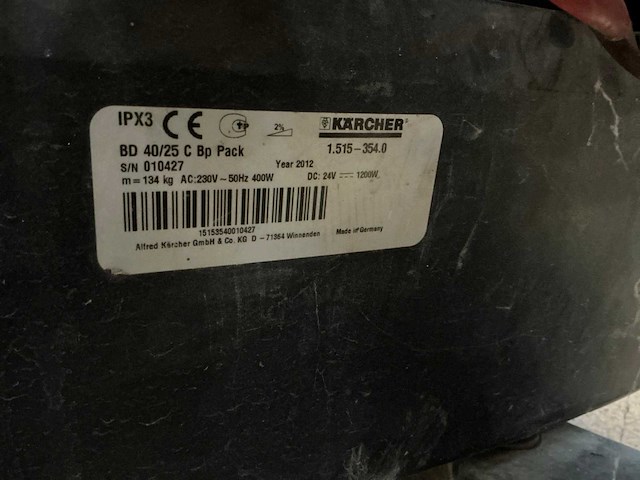 IPX3 CE 2% KÄRCHER
BD 40/25 C Bp Pack 1.515-354.0
S/N 010427 Year 2012
m=134 kg AC:230V~50Hz 400W DC: 24V 1200W
15153540010427
Alfred Kärcher GmbH & Co. KG D - 71364 Winnenden Made in Germany